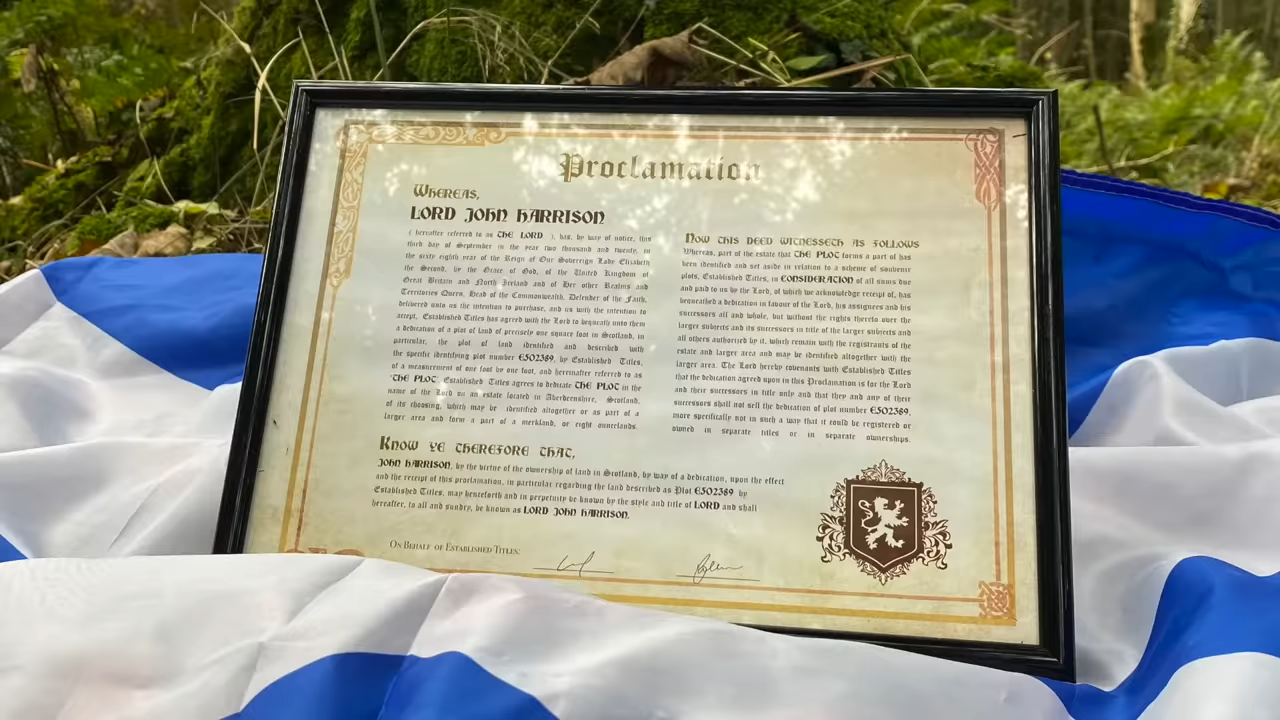 Proclamation
Whereas,
LORD JOHN HARRISON
( hereafter referred to as THE LORD ), has, by way of notice, this
third day of September in the year two thousand and twenty, in
the sixty eighth year of the Reign of Our Sovereign Lady Elizabeth
the Second, by the Grace of God, of the United Kingdom of
Great Britain and North Ireland and of Her other Realms and
Territories Queen, Head of the Commonwealth, Defender of the Faith,
delivered unto us the intention to purchase, and us with the intention to
accept, Established Titles has agreed with the Lord to bequeath unto them
a dedication of a plot of land of precisely one square foot in Scotland, in
particular, the plot of land identified and described with
the specific identifying plot number E502389, by Established Titles,
of a measurement of one foot by one foot, and hereinafter referred to as
"THE PLOT". Established Titles agrees to dedicate THE PLOT in the
name of the Lord on an estate located in Aberdeenshire, Scotland,
of its choosing, which may be identified altogether or as part of a
larger area and form a part of a merkland, or eight ouncelands.
Now this deed witnesseth as follows
Whereas, part of the estate that THE PLOT forms a part of has
been identified and set aside in relation to a scheme of souvenir
plots, Established Titles, in CONSIDERATION of all sums due
and paid to us by the Lord, of which we acknowledge receipt of, has
bequeathed a dedication in favour of the Lord, his assignees and his
successors all and whole, but without the rights thereto over the
larger subjects and its successors in title of the larger subjects and
all others authorized by it, which remain with the registrants of the
estate and larger area and may be identified altogether with the
larger area. The Lord hereby covenants with Established Titles
that the dedication agreed upon in this Proclamation is for the Lord
and their successors in title only and that they and any of their
successors shall not sell the dedication of plot number E502389,
more specifically not in such a way that it could be registered or
owned in separate titles or in separate ownerships.
Know ye therefore that,
JOHN HARRISON, by the virtue of the ownership of land in Scotland, by way of a dedication, upon the effect
and the receipt of this proclamation, in particular regarding the land described as Plot E502389 by
Established Titles, may henceforth and in perpetuity be known by the style and title of LORD and shall
hereafter, to all and sundry, be known as LORD JOHN HARRISON.
On Behalf of Established Titles: